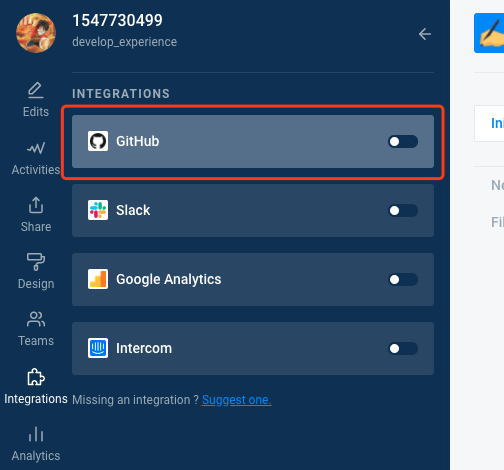 1547730499
develop_experience
INTEGRATIONS
GitHub
Slack
Google Analytics
Intercom
Missing an integration ? Suggest one.
Edits
Activities
Share
Design
Teams
Integrations
Analytics
In
Ne
Fil